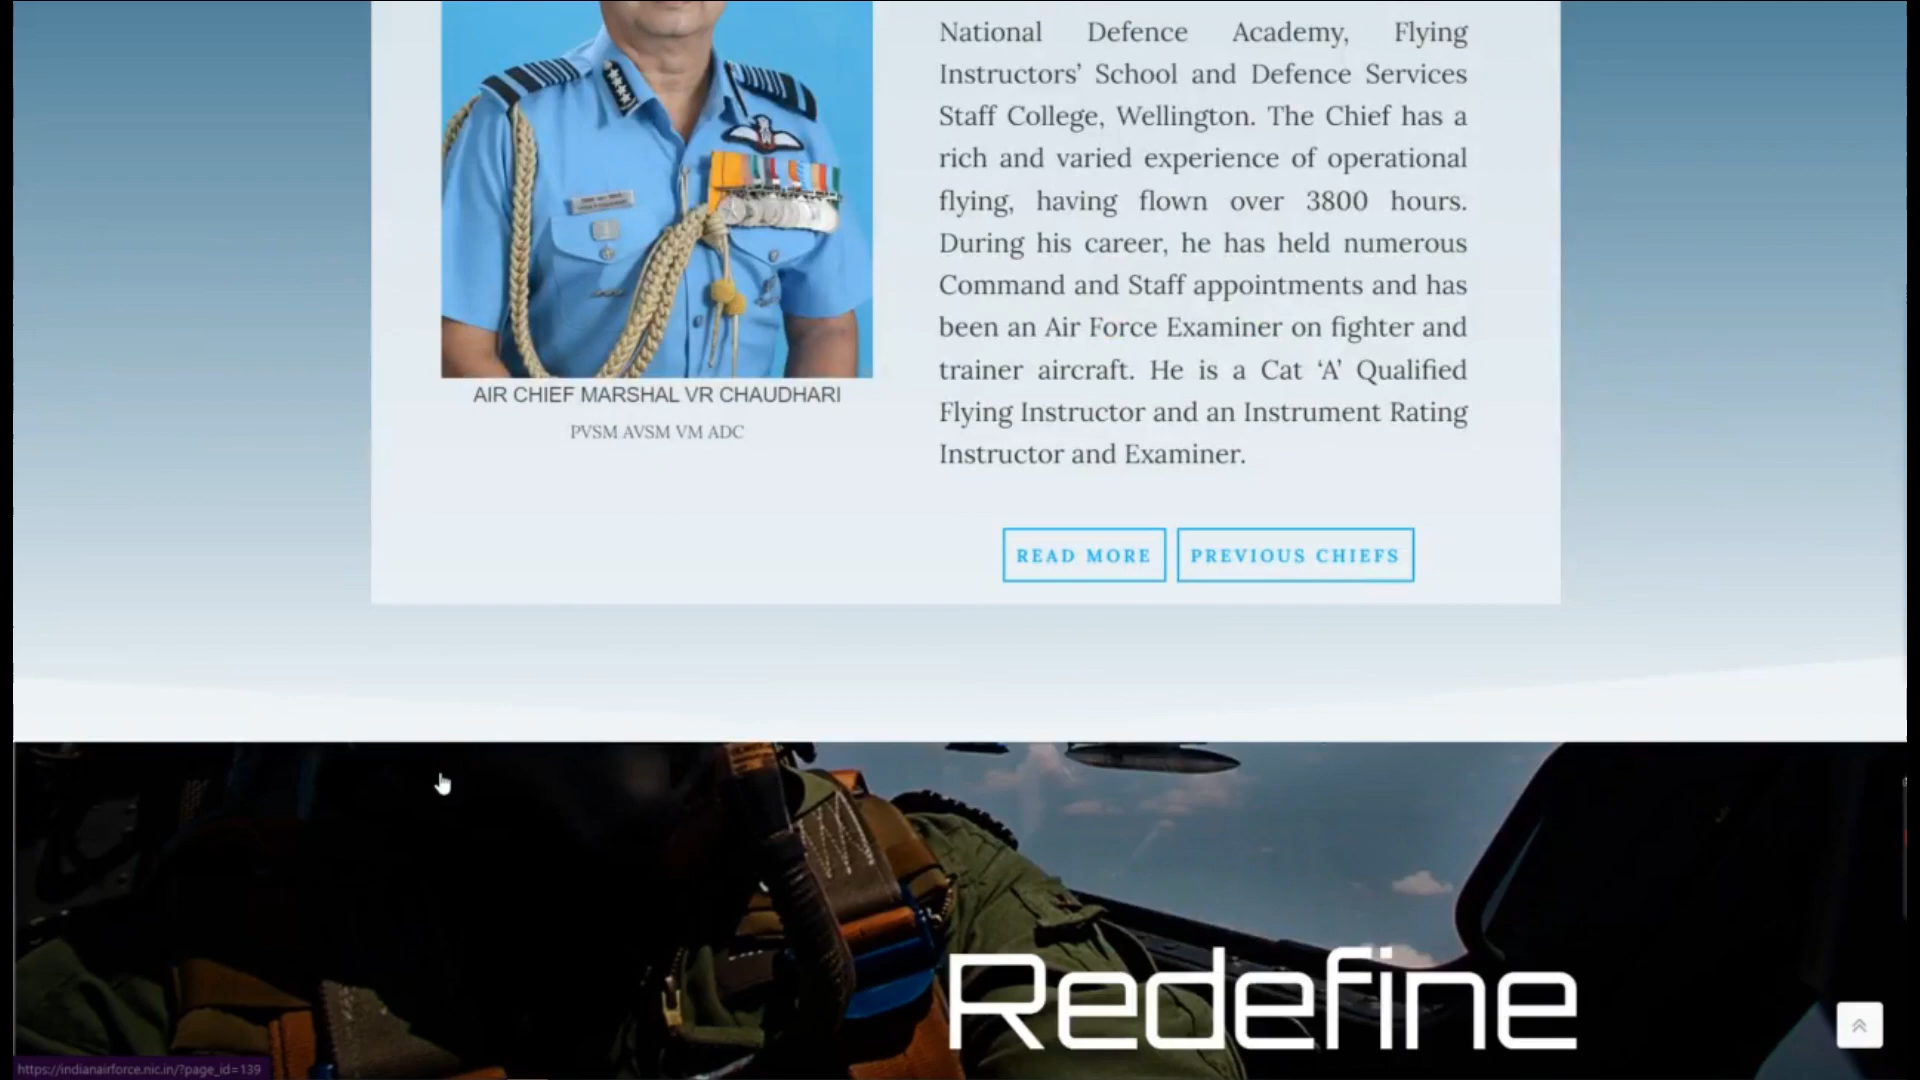 National Defence Academy, Flying
Instructors’ School and Defence Services
Staff College, Wellington. The Chief has a
rich and varied experience of operational
flying, having flown over 3800 hours.
During his career, he has held numerous
Command and Staff appointments and has
been an Air Force Examiner on fighter and
trainer aircraft. He is a Cat ‘A’ Qualified
Flying Instructor and an Instrument Rating
Instructor and Examiner.
AIR CHIEF MARSHAL VR CHAUDHARI
PVSM AVSM VM ADC
READ MORE PREVIOUS CHIEFS
Redefine
https://indianairforce.nic.in/?page_id=139